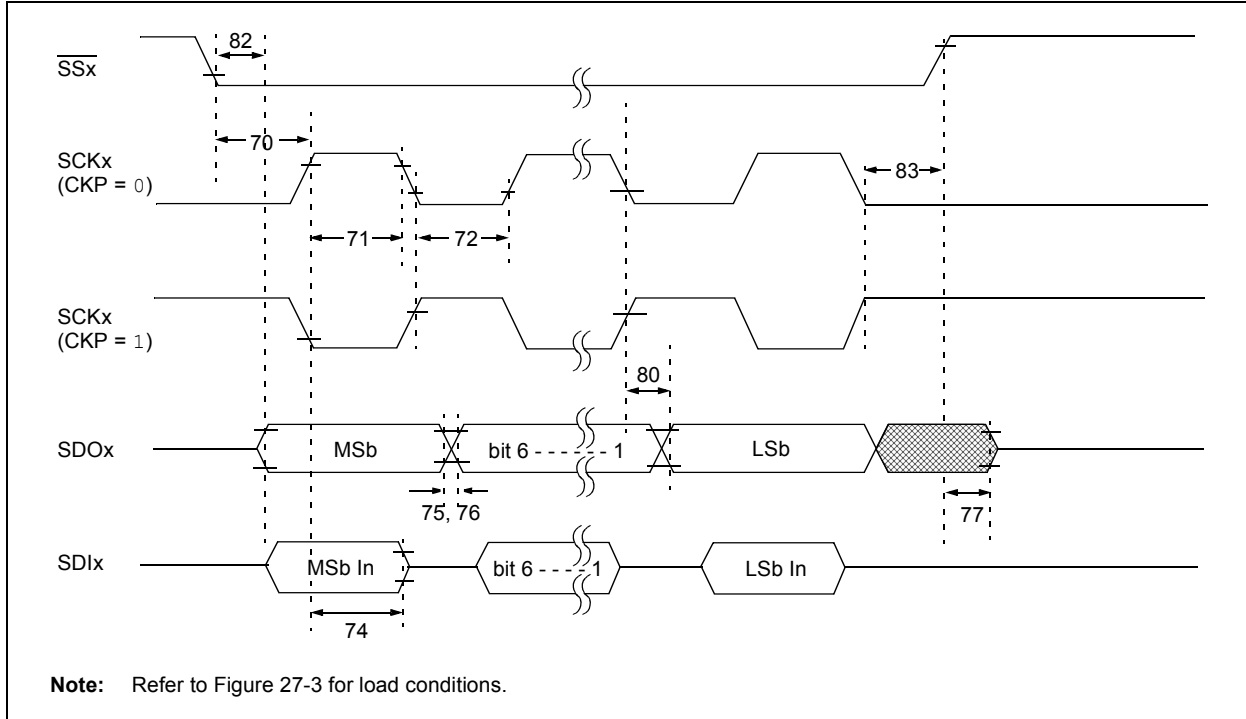 82
SSx
70
SCKx
(CKP = 0)
83
71
72
SCKx
(CKP = 1)
80
SDOx
MSb
bit 6 - - - - - - 1
LSb
75, 76
77
SDIx
MSb In
bit 6 - - - - 1
LSb In
74
Note: Refer to Figure 27-3 for load conditions.